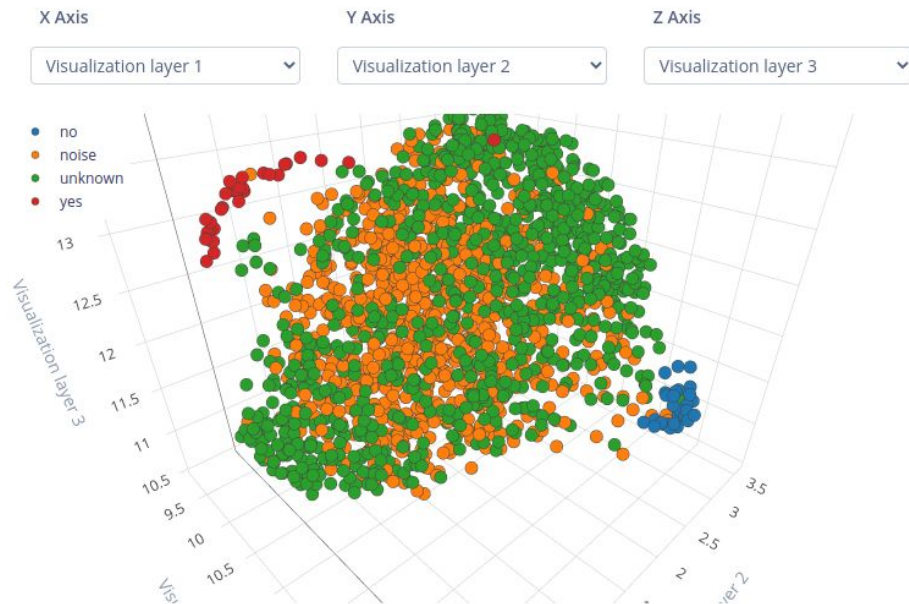 X Axis
Y Axis
Z Axis
Visualization layer 1
Visualization layer 2
Visualization layer 3
no
noise
unknown
yes
13
12.5
12
11.5
11
10.5
Visualization layer 3
9.5
10
10.5
3.5
3
2.5
2